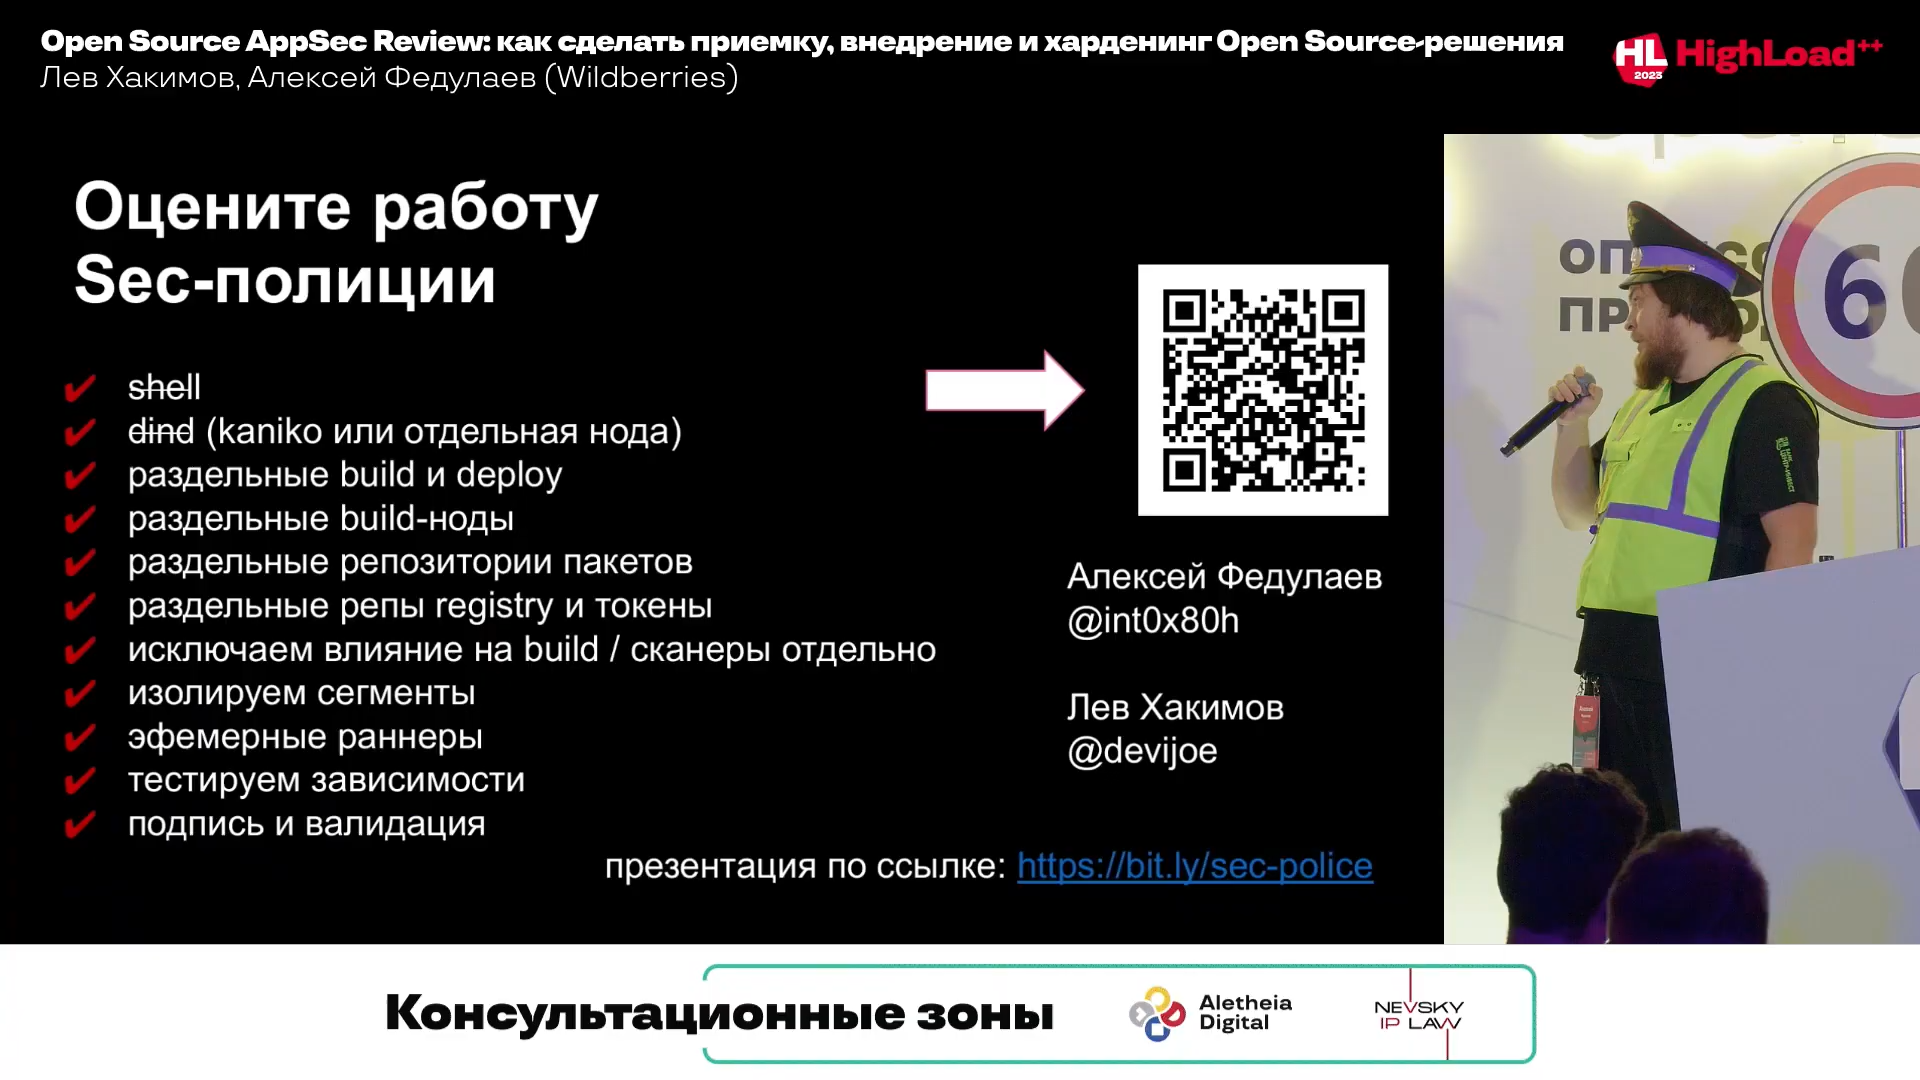 Open Source AppSec Review: как сделать приемку, внедрение и харденинг Open Source-решения
Лев Хакимов, Алексей Федулаев (Wildberries)
HL 2023 HighLoad++
Оцените работу
Sec-полиции
shell
dind (kaniko или отдельная нода)
раздельные build и deploy
раздельные build-ноды
раздельные репозитории пакетов
раздельные репы registry и токены
исключаем влияние на build / сканеры отдельно
изолируем сегменты
эфемерные раннеры
тестируем зависимости
подпись и валидация
Алексей Федулаев
@int0x80h
Лев Хакимов
@devijoe
презентация по ссылке: https://bit.ly/sec-police
60
Консультационные зоны
Aletheia
Digital
NEVSKY
IP LAW